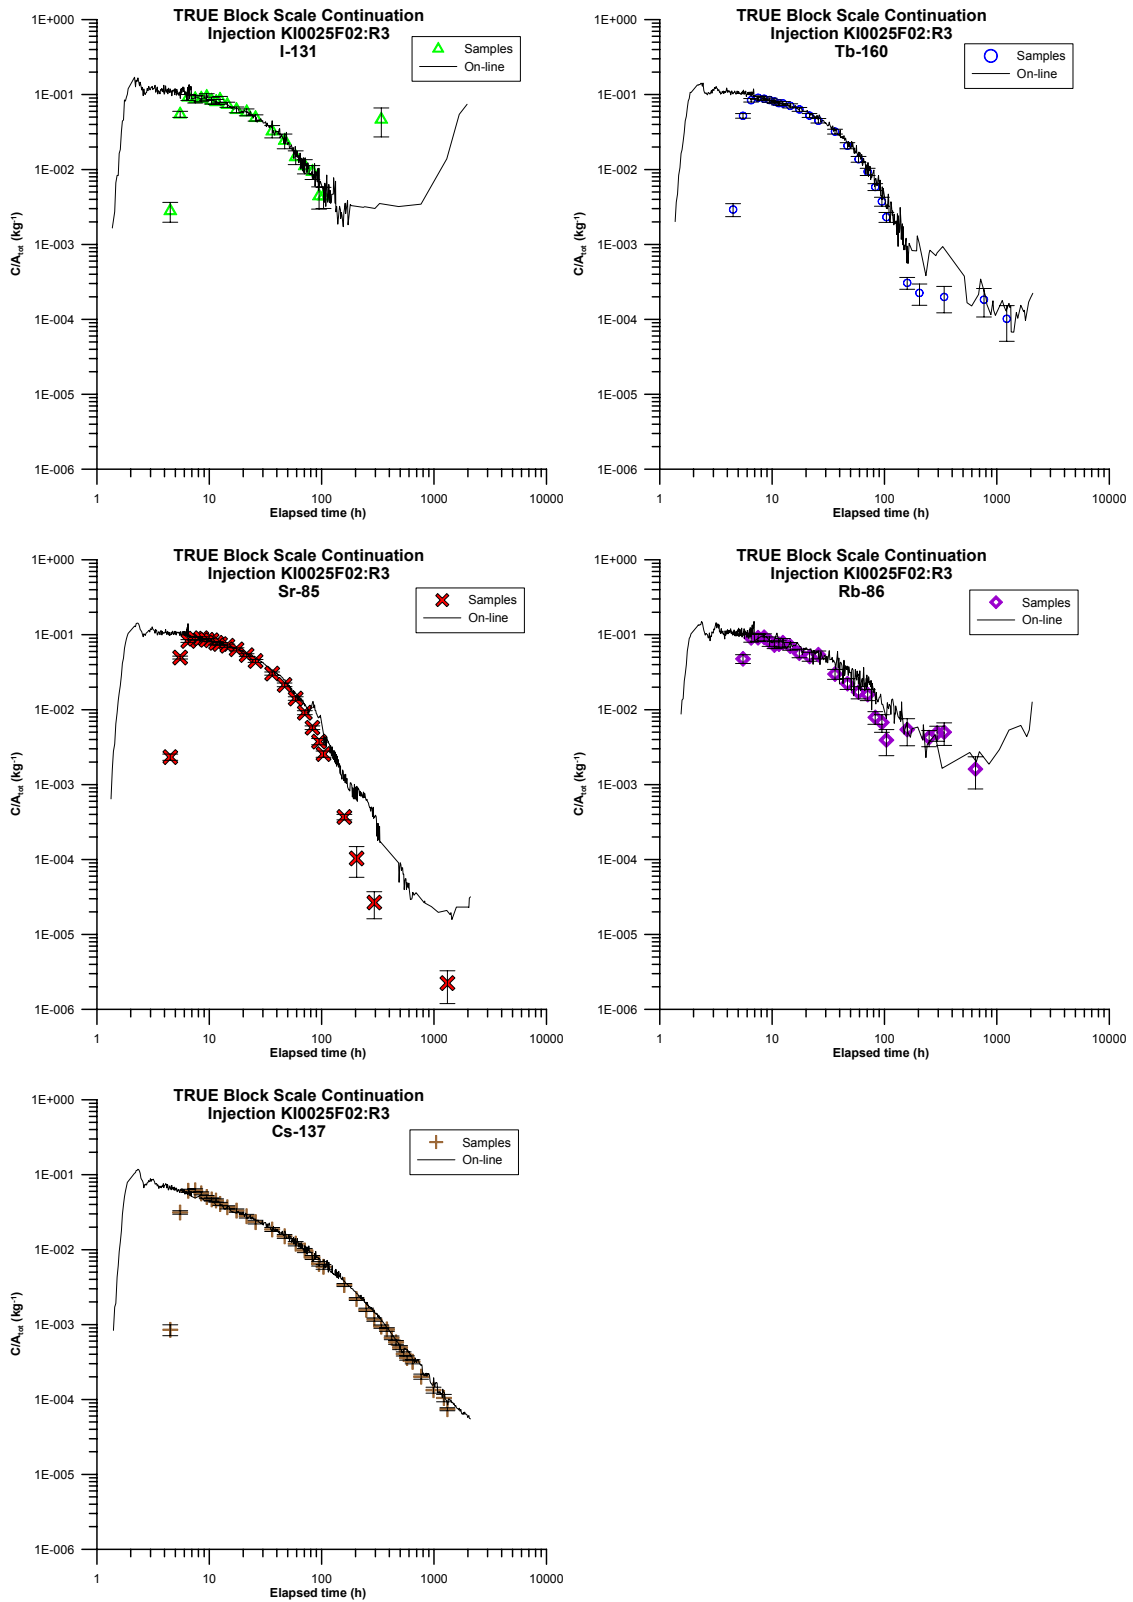 TRUE Block Scale Continuation
Injection KI0025F02:R3
I-131
Samples
On-line
1E+000
1E-001
1E-002
1E-003
1E-004
1E-005
1E-006
C/Atot (kg-1)
1 10 100 1000 10000
Elapsed time (h)
TRUE Block Scale Continuation
Injection KI0025F02:R3
Tb-160
Samples
On-line
1E+000
1E-001
1E-002
1E-003
1E-004
1E-005
1E-006
C/Atot (kg-1)
1 10 100 1000 10000
Elapsed time (h)
TRUE Block Scale Continuation
Injection KI0025F02:R3
Sr-85
Samples
On-line
1E+000
1E-001
1E-002
1E-003
1E-004
1E-005
1E-006
C/Atot (kg-1)
1 10 100 1000 10000
Elapsed time (h)
TRUE Block Scale Continuation
Injection KI0025F02:R3
Rb-86
Samples
On-line
1E+000
1E-001
1E-002
1E-003
1E-004
1E-005
1E-006
C/Atot (kg-1)
1 10 100 1000 10000
Elapsed time (h)
TRUE Block Scale Continuation
Injection KI0025F02:R3
Cs-137
Samples
On-line
1E+000
1E-001
1E-002
1E-003
1E-004
1E-005
1E-006
C/Atot (kg-1)
1 10 100 1000 10000
Elapsed time (h)